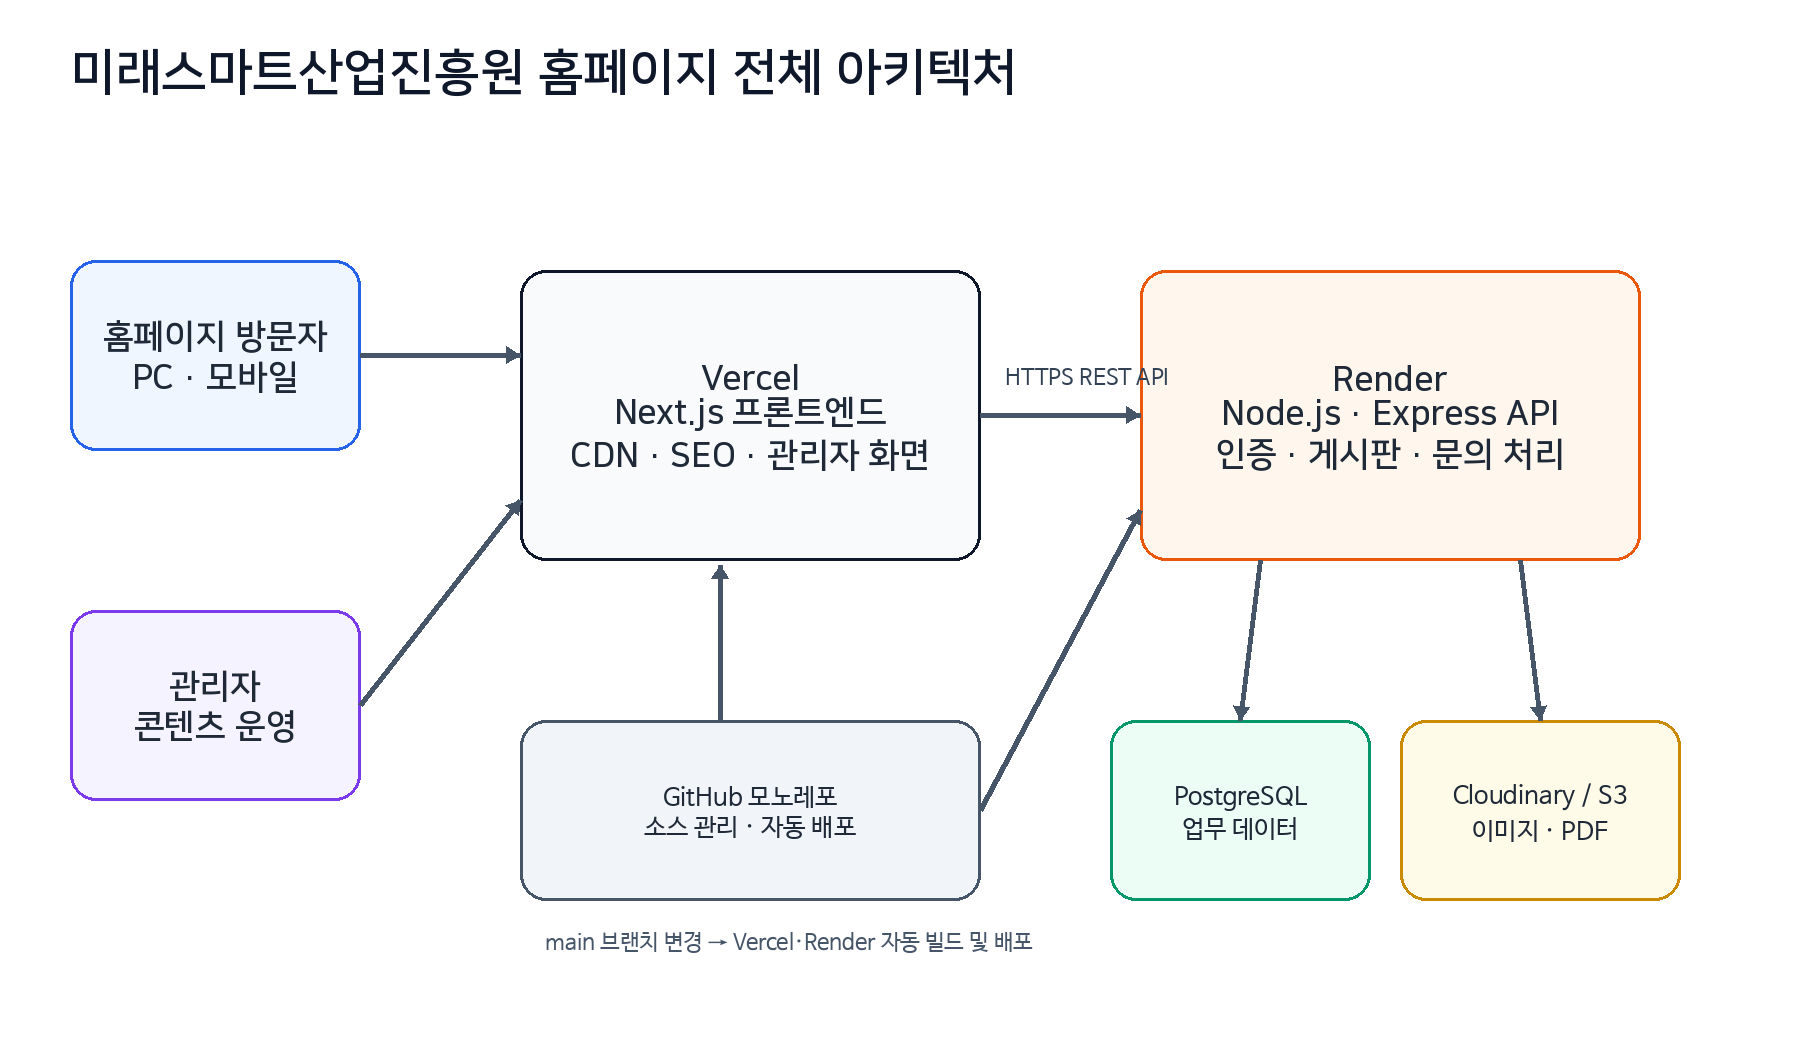 미래스마트산업진흥원 홈페이지 전체 아키텍처
홈페이지 방문자
PC · 모바일
Vercel
Next.js 프론트엔드
CDN · SEO · 관리자 화면
HTTPS REST API
Render
Node.js · Express API
인증 · 게시판 · 문의 처리
관리자
콘텐츠 운영
GitHub 모노레포
소스 관리 · 자동 배포
PostgreSQL
업무 데이터
Cloudinary / S3
이미지 · PDF
main 브랜치 변경 → Vercel·Render 자동 빌드 및 배포